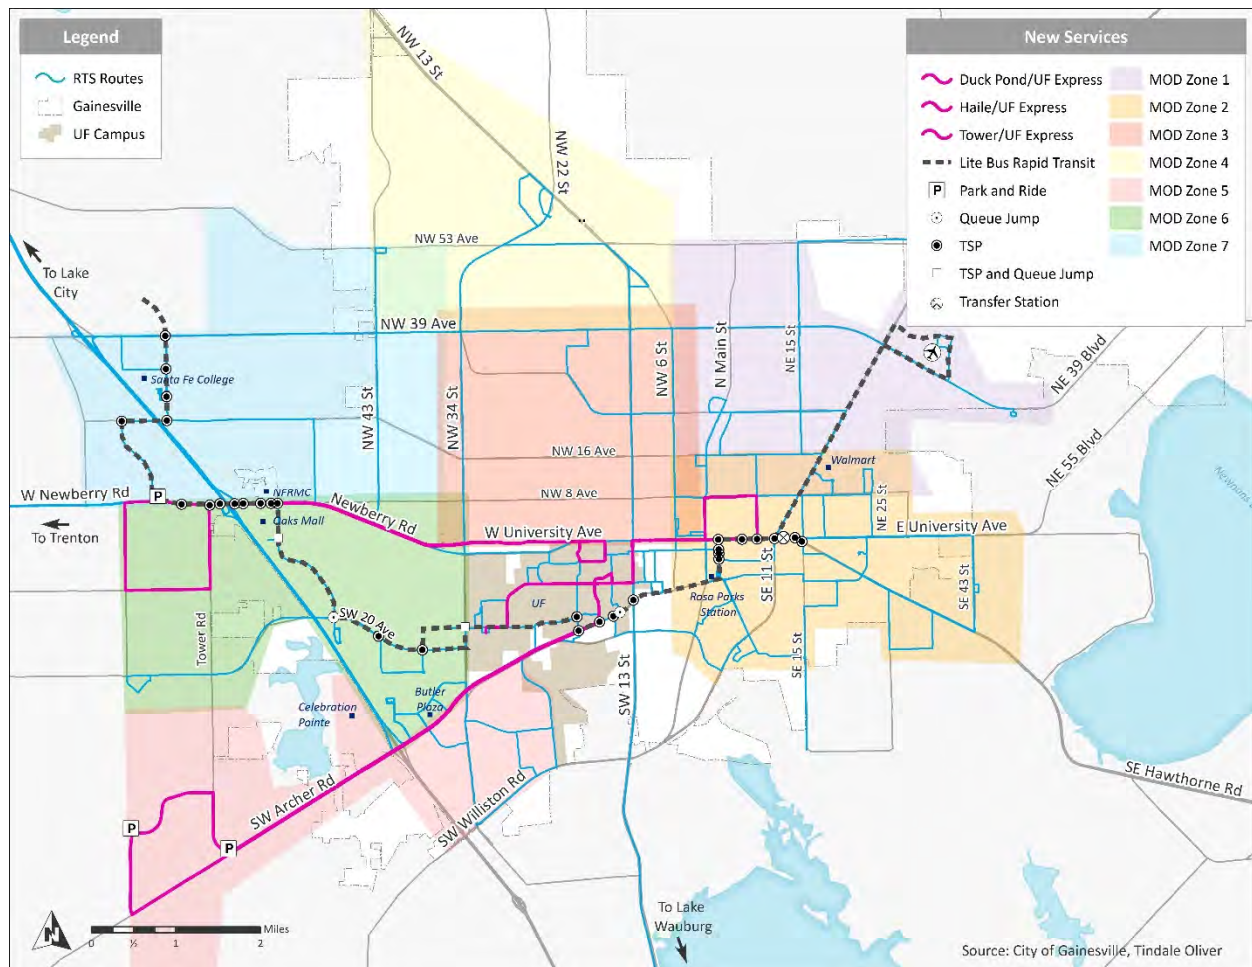 Legend
RTS Routes
Gainesville
UF Campus
New Services
Duck Pond/UF Express
Haile/UF Express
Tower/UF Express
Lite Bus Rapid Transit
P
Park and Ride
Queue Jump
TSP
TSP and Queue Jump
Transfer Station
MOD Zone 1
MOD Zone 2
MOD Zone 3
MOD Zone 4
MOD Zone 5
MOD Zone 6
MOD Zone 7
NW 13 St
NW 22 St
NW 53 Ave
To Lake
City
NW 39 Ave
Santa Fe College
NW 43 St
NW 34 St
NW 6 St
N Main St
NE 15 St
NE 39 Blvd
NE 55 Blvd
Newnans
NW 16 Ave
Walmart
W Newberry Rd
P
NFRMC
Newberry Rd
NW 8 Ave
NE 25 St
Oaks Mall
W University Ave
E University Ave
To Trenton
SE 11 St
SE 43 St
UF
Rosa Parks
Station
SW 20 Ave
Tower Rd
SE 15 St
SW 13 St
Butler
Plaza
Celebration
Pointe
SW Archer Rd
SW Williston Rd
SE Hawthorne Rd
P
P
To Lake
Wauburg
N
Miles
0
½
1
2
Source: City of Gainesville, Tindale Oliver